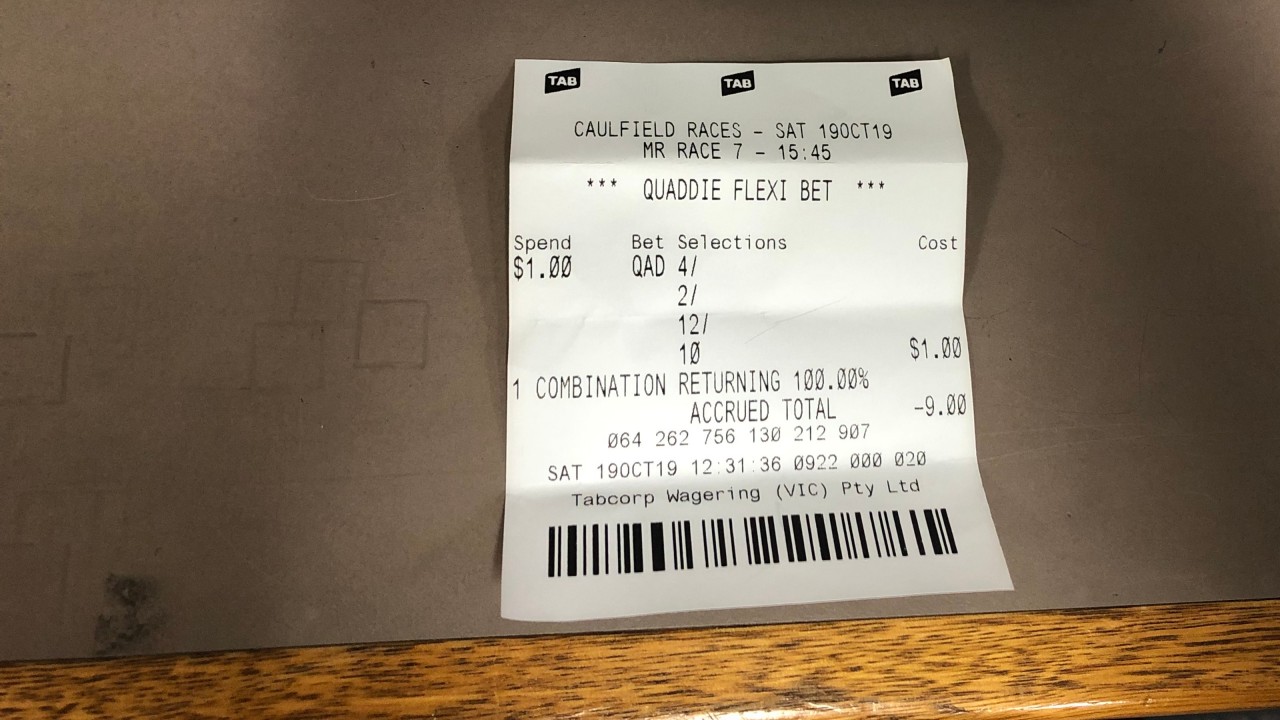 TAB TAB TAB
CAULFIELD RACES - SAT 19OCT19
MR RACE 7 - 15:45
*** QUADDIE FLEXI BET ***
Spend Bet Selections Cost
$1.00 QAD 4/
2/
12/
10 $1.00
1 COMBINATION RETURNING 100.00%
ACCRUED TOTAL -9.00
064 262 756 130 212 907
SAT 19OCT19 12:31:36 0922 000 020
Tabcorp Wagering (VIC) Pty Ltd